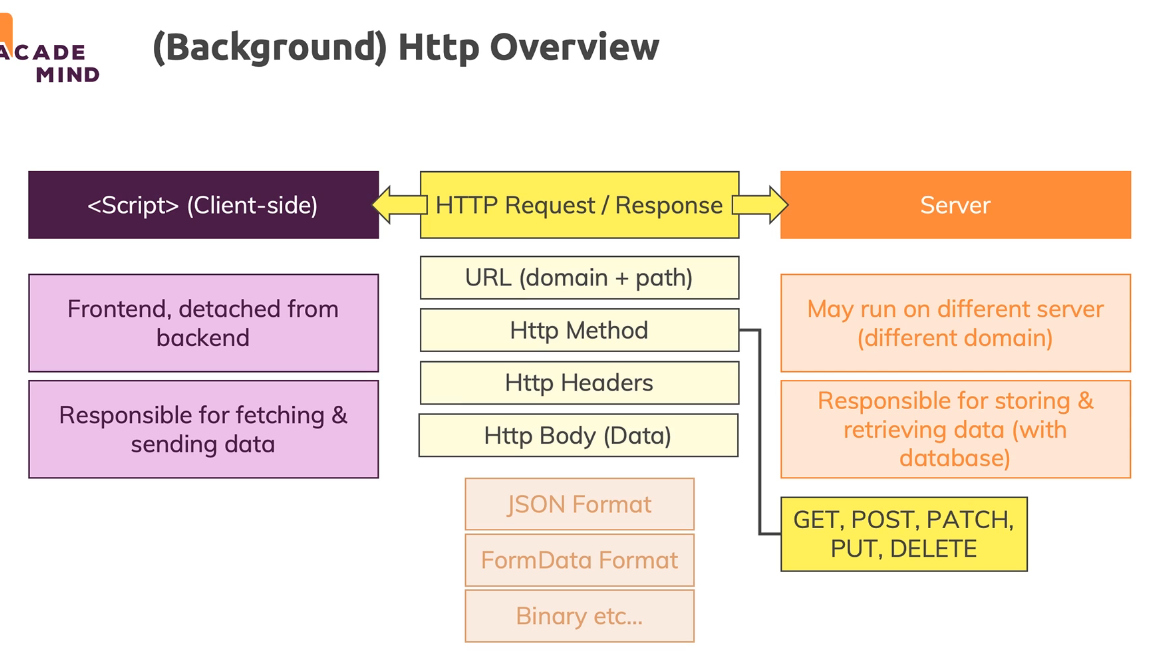 ACADE
MIND
(Background) Http Overview
<Script> (Client-side)
HTTP Request / Response
Server
Frontend, detached from
backend
Responsible for fetching &
sending data
URL (domain + path)
Http Method
Http Headers
Http Body (Data)
JSON Format
FormData Format
Binary etc...
May run on different server
(different domain)
Responsible for storing &
retrieving data (with
database)
GET, POST, PATCH,
PUT, DELETE